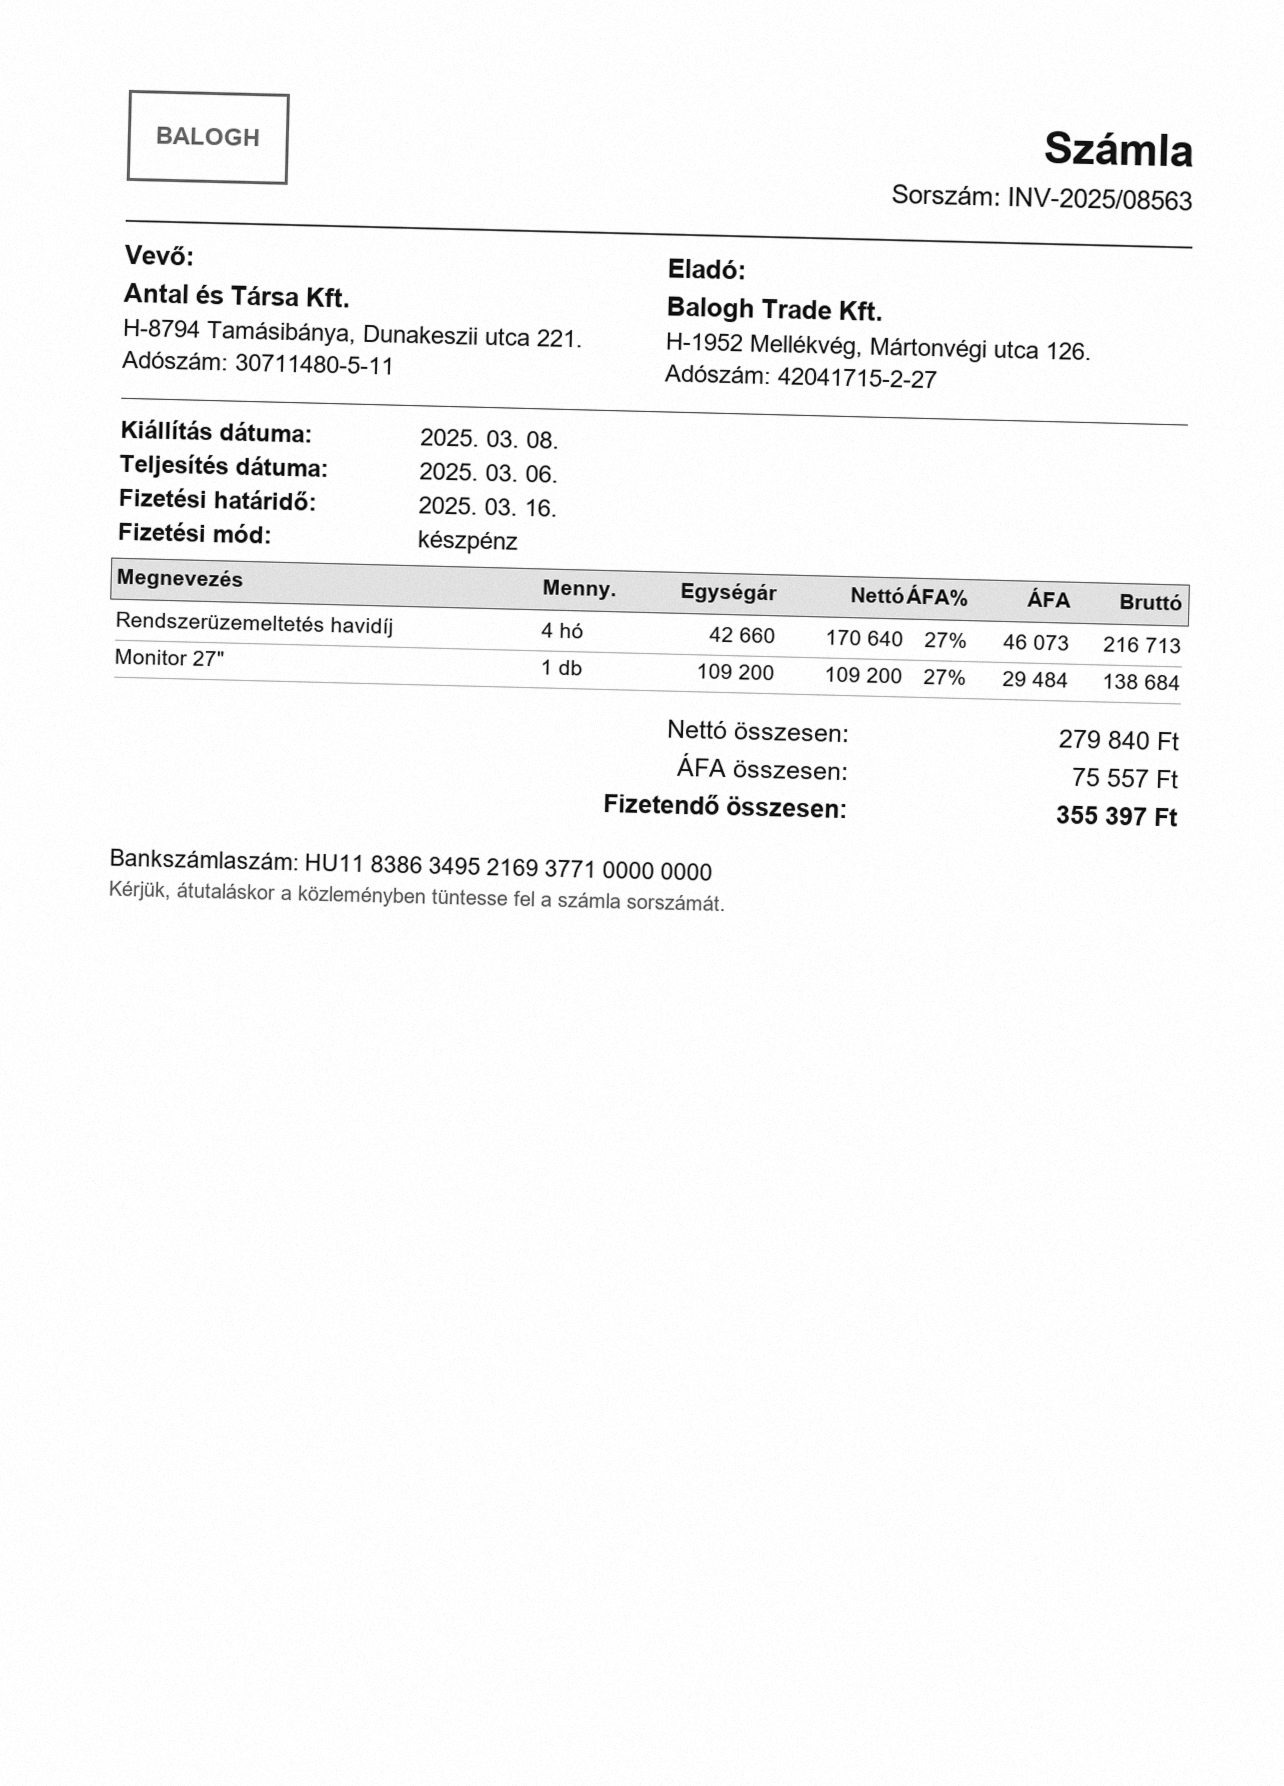 BALOGH
Számla
Sorszám: INV-2025/08563
Vevő:
Antal és Társa Kft.
H-8794 Tamásibánya, Dunakeszii utca 221.
Adószám: 30711480-5-11
Eladó:
Balogh Trade Kft.
H-1952 Mellékvég, Mártonvégi utca 126.
Adószám: 42041715-2-27
Kiállítás dátuma: 2025. 03. 08.
Teljesítés dátuma: 2025. 03. 06.
Fizetési határidő: 2025. 03. 16.
Fizetési mód: készpénz
Megnevezés Menny. Egységár Nettó ÁFA% ÁFA Bruttó
Rendszerüzemeltetés havidíj 4 hó 42 660 170 640 27% 46 073 216 713
Monitor 27" 1 db 109 200 109 200 27% 29 484 138 684
Nettó összesen: 279 840 Ft
ÁFA összesen: 75 557 Ft
Fizetendő összesen: 355 397 Ft
Bankszámlaszám: HU11 8386 3495 2169 3771 0000 0000
Kérjük, átutaláskor a közleményben tüntesse fel a számla sorszámát.